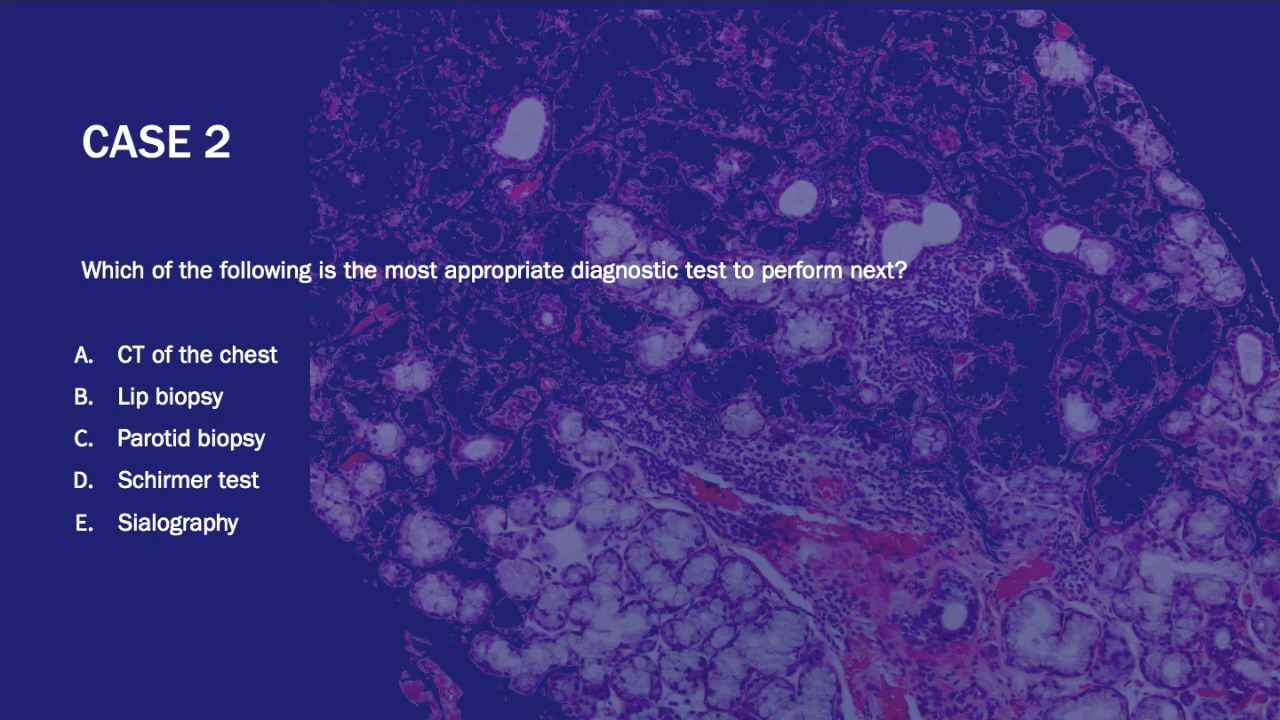 CASE 2
Which of the following is the most appropriate diagnostic test to perform next?
A. CT of the chest
B. Lip biopsy
C. Parotid biopsy
D. Schirmer test
E. Sialography